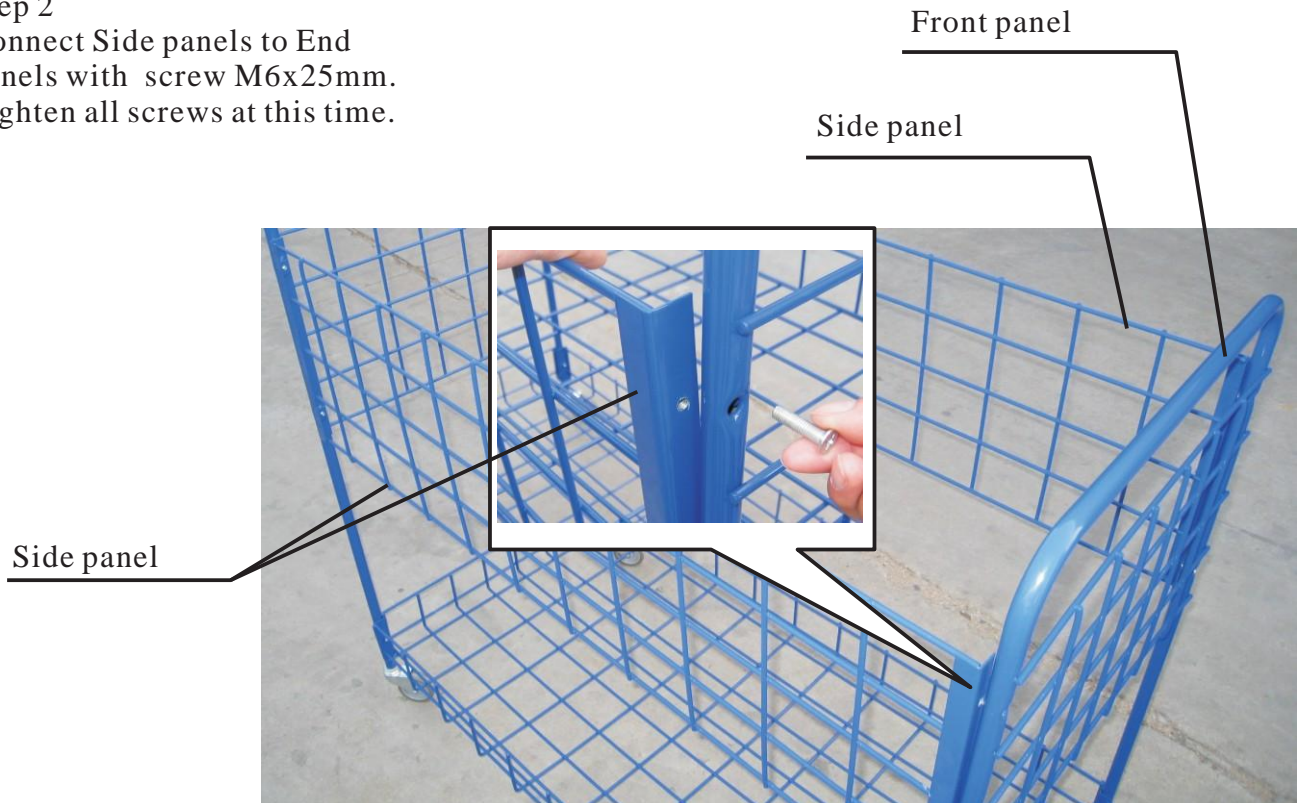 ep 2
onnect Side panels to End
nels with screw M6x25mm.
ghten all screws at this time.
Front panel
Side panel
Side panel